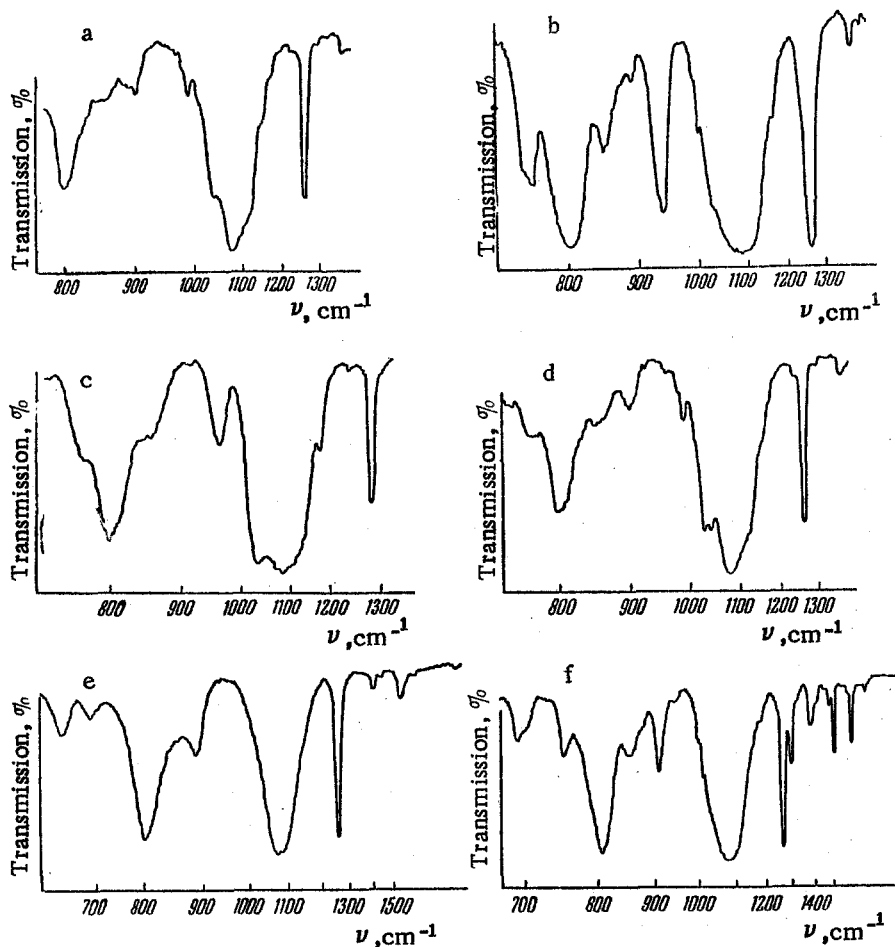 a
Transmission, %
800 900 1000 1100 1200 1300
ν, cm⁻¹
b
Transmission, %
800 900 1000 1100 1200 1300
ν ,cm⁻¹
c
Transmission, %
800 900 1000 1100 1200 1300
ν ,cm⁻¹
d
Transmission, %
800 900 1000 1100 1200 1300
ν ,cm⁻¹
e
Transmission, %
700 800 900 1000 1100 1300 1500
ν ,cm⁻¹
f
Transmission, %
700 800 900 1000 1200 1400
ν ,cm⁻¹